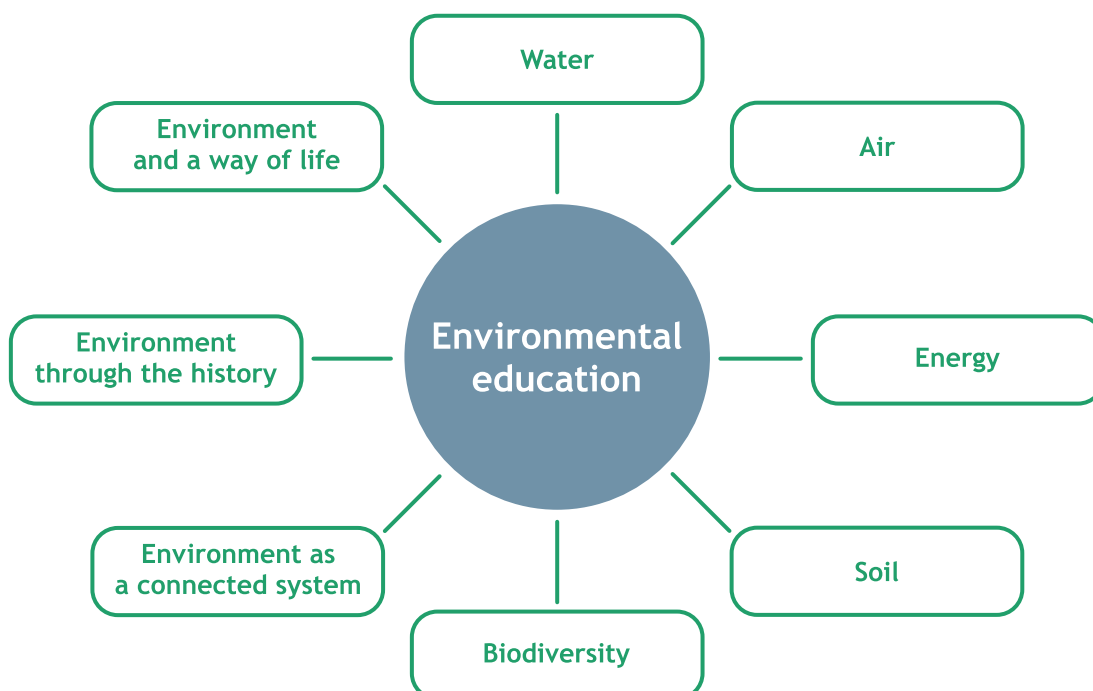 Water
Environment
and a way of life
Air
Environment
through the history
Environmental
education
Energy
Environment as
a connected system
Soil
Biodiversity